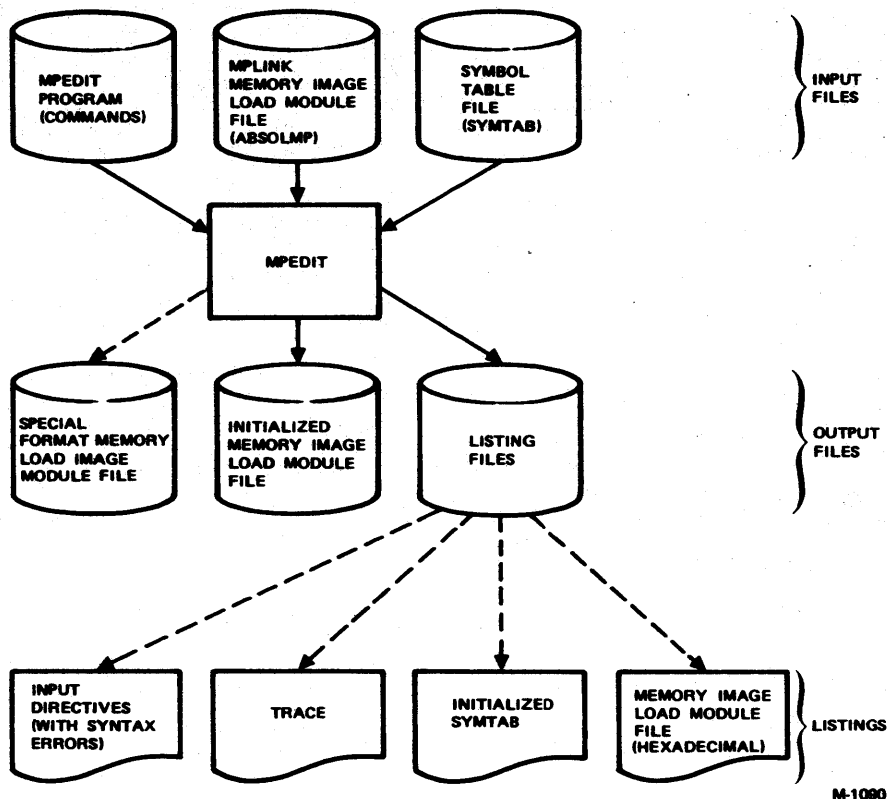 MPEDIT
PROGRAM
(COMMANDS)
MPLINK
MEMORY IMAGE
LOAD MODULE
FILE
(ABSOLMP)
SYMBOL
TABLE
FILE
(SYMTAB)
INPUT
FILES
MPEDIT
SPECIAL
FORMAT MEMORY
LOAD IMAGE
MODULE FILE
INITIALIZED
MEMORY IMAGE
LOAD MODULE
FILE
LISTING
FILES
OUTPUT
FILES
INPUT
DIRECTIVES
(WITH SYNTAX
ERRORS)
TRACE
INITIALIZED
SYMTAB
MEMORY IMAGE
LOAD MODULE
FILE
(HEXADECIMAL)
LISTINGS
M-1090